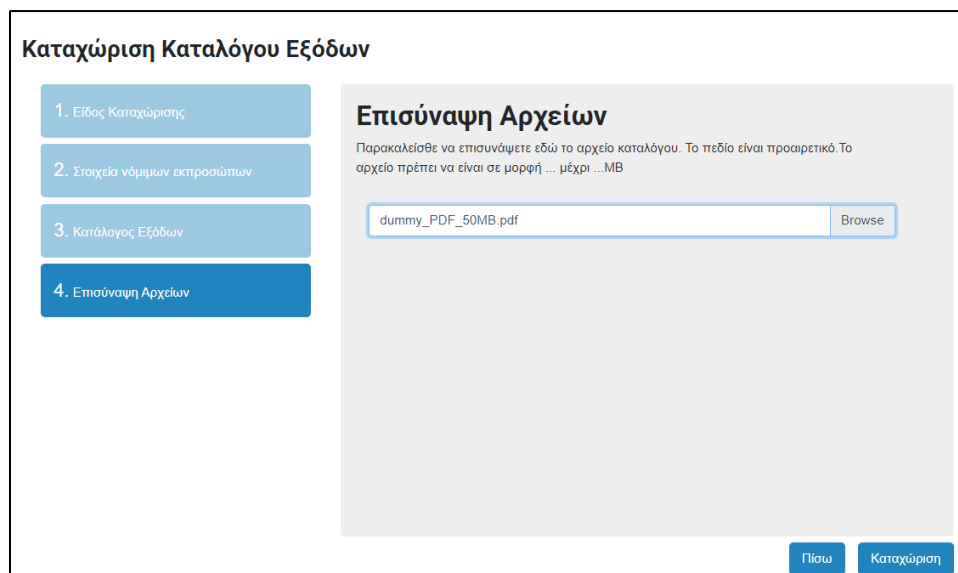 Καταχώριση Καταλόγου Εξόδων
1. Είδος Καταχώρισης
2. Στοιχεία νόμιμων εκπροσώπων
3. Κατάλογος Εξόδων
4. Επισύναψη Αρχείων
Επισύναψη Αρχείων
Παρακαλείσθε να επισυνάψετε εδώ το αρχείο καταλόγου. Το πεδίο είναι προαιρετικό.Το
αρχείο πρέπει να είναι σε μορφή ... μέχρι ...MB
dummy_PDF_50MB.pdf
Browse
Πίσω
Καταχώριση